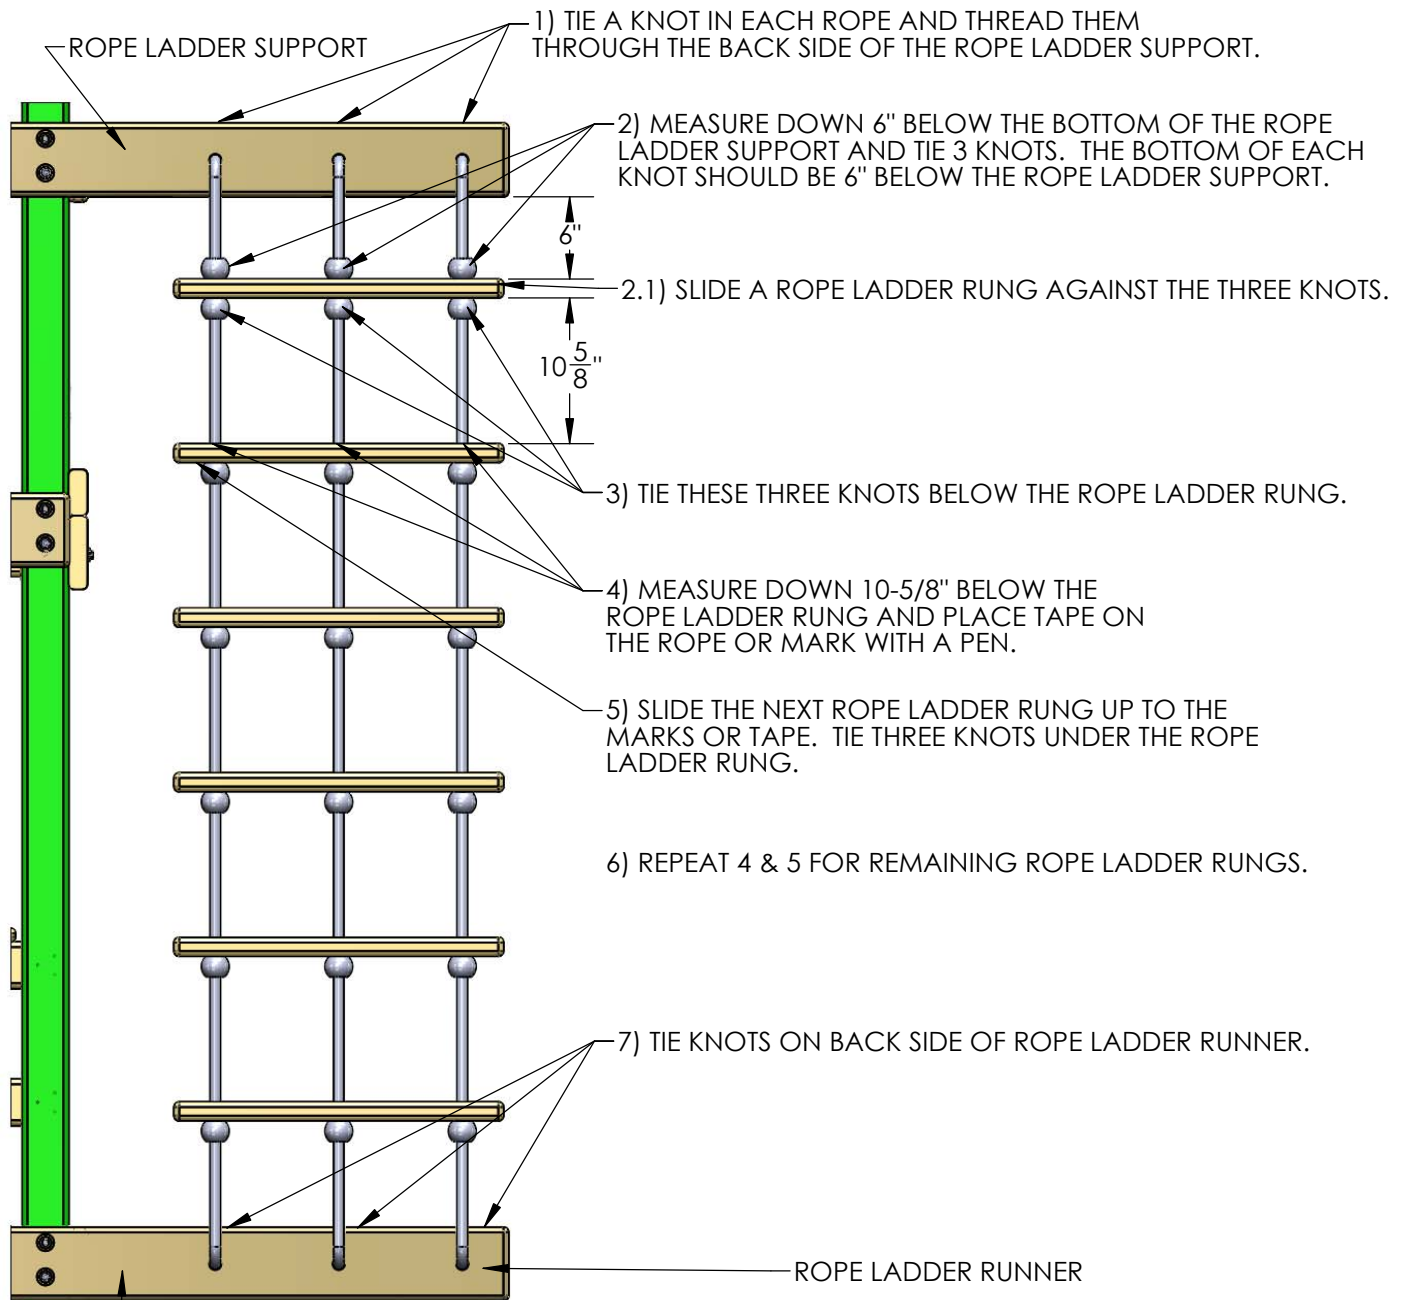 ROPE LADDER SUPPORT
1) TIE A KNOT IN EACH ROPE AND THREAD THEM
THROUGH THE BACK SIDE OF THE ROPE LADDER SUPPORT.
2) MEASURE DOWN 6" BELOW THE BOTTOM OF THE ROPE
LADDER SUPPORT AND TIE 3 KNOTS. THE BOTTOM OF EACH
KNOT SHOULD BE 6" BELOW THE ROPE LADDER SUPPORT.
6"
2.1) SLIDE A ROPE LADDER RUNG AGAINST THE THREE KNOTS.
10 5/8"
3) TIE THESE THREE KNOTS BELOW THE ROPE LADDER RUNG.
4) MEASURE DOWN 10-5/8" BELOW THE
ROPE LADDER RUNG AND PLACE TAPE ON
THE ROPE OR MARK WITH A PEN.
5) SLIDE THE NEXT ROPE LADDER RUNG UP TO THE
MARKS OR TAPE. TIE THREE KNOTS UNDER THE ROPE
LADDER RUNG.
6) REPEAT 4 & 5 FOR REMAINING ROPE LADDER RUNGS.
7) TIE KNOTS ON BACK SIDE OF ROPE LADDER RUNNER.
ROPE LADDER RUNNER